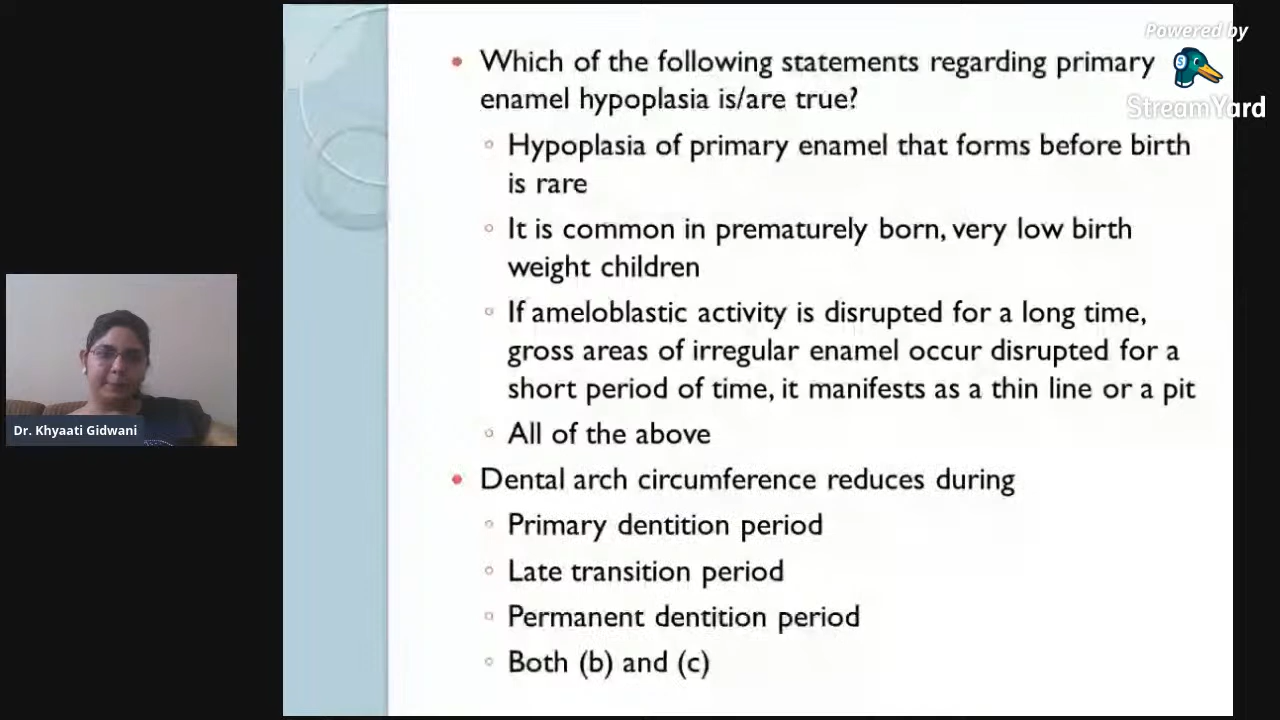 Powered by
StreamYard
Which of the following statements regarding primary
enamel hypoplasia is/are true?
Hypoplasia of primary enamel that forms before birth
is rare
It is common in prematurely born, very low birth
weight children
If ameloblastic activity is disrupted for a long time,
gross areas of irregular enamel occur disrupted for a
short period of time, it manifests as a thin line or a pit
All of the above
Dental arch circumference reduces during
Primary dentition period
Late transition period
Permanent dentition period
Both (b) and (c)
Dr. Khyaati Gidwani